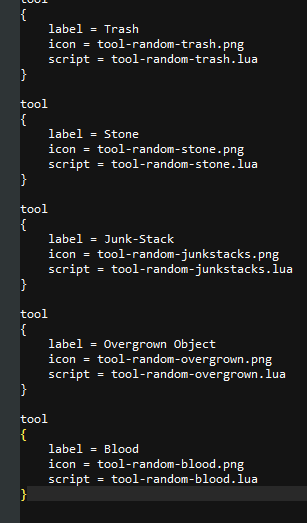 tool
{
label = Trash
icon = tool-random-trash.png
script = tool-random-trash.lua
}
tool
{
label = Stone
icon = tool-random-stone.png
script = tool-random-stone.lua
}
tool
{
label = Junk-Stack
icon = tool-random-junkstacks.png
script = tool-random-junkstacks.lua
}
tool
{
label = Overgrown Object
icon = tool-random-overgrown.png
script = tool-random-overgrown.lua
}
tool
{
label = Blood
icon = tool-random-blood.png
script = tool-random-blood.lua
}